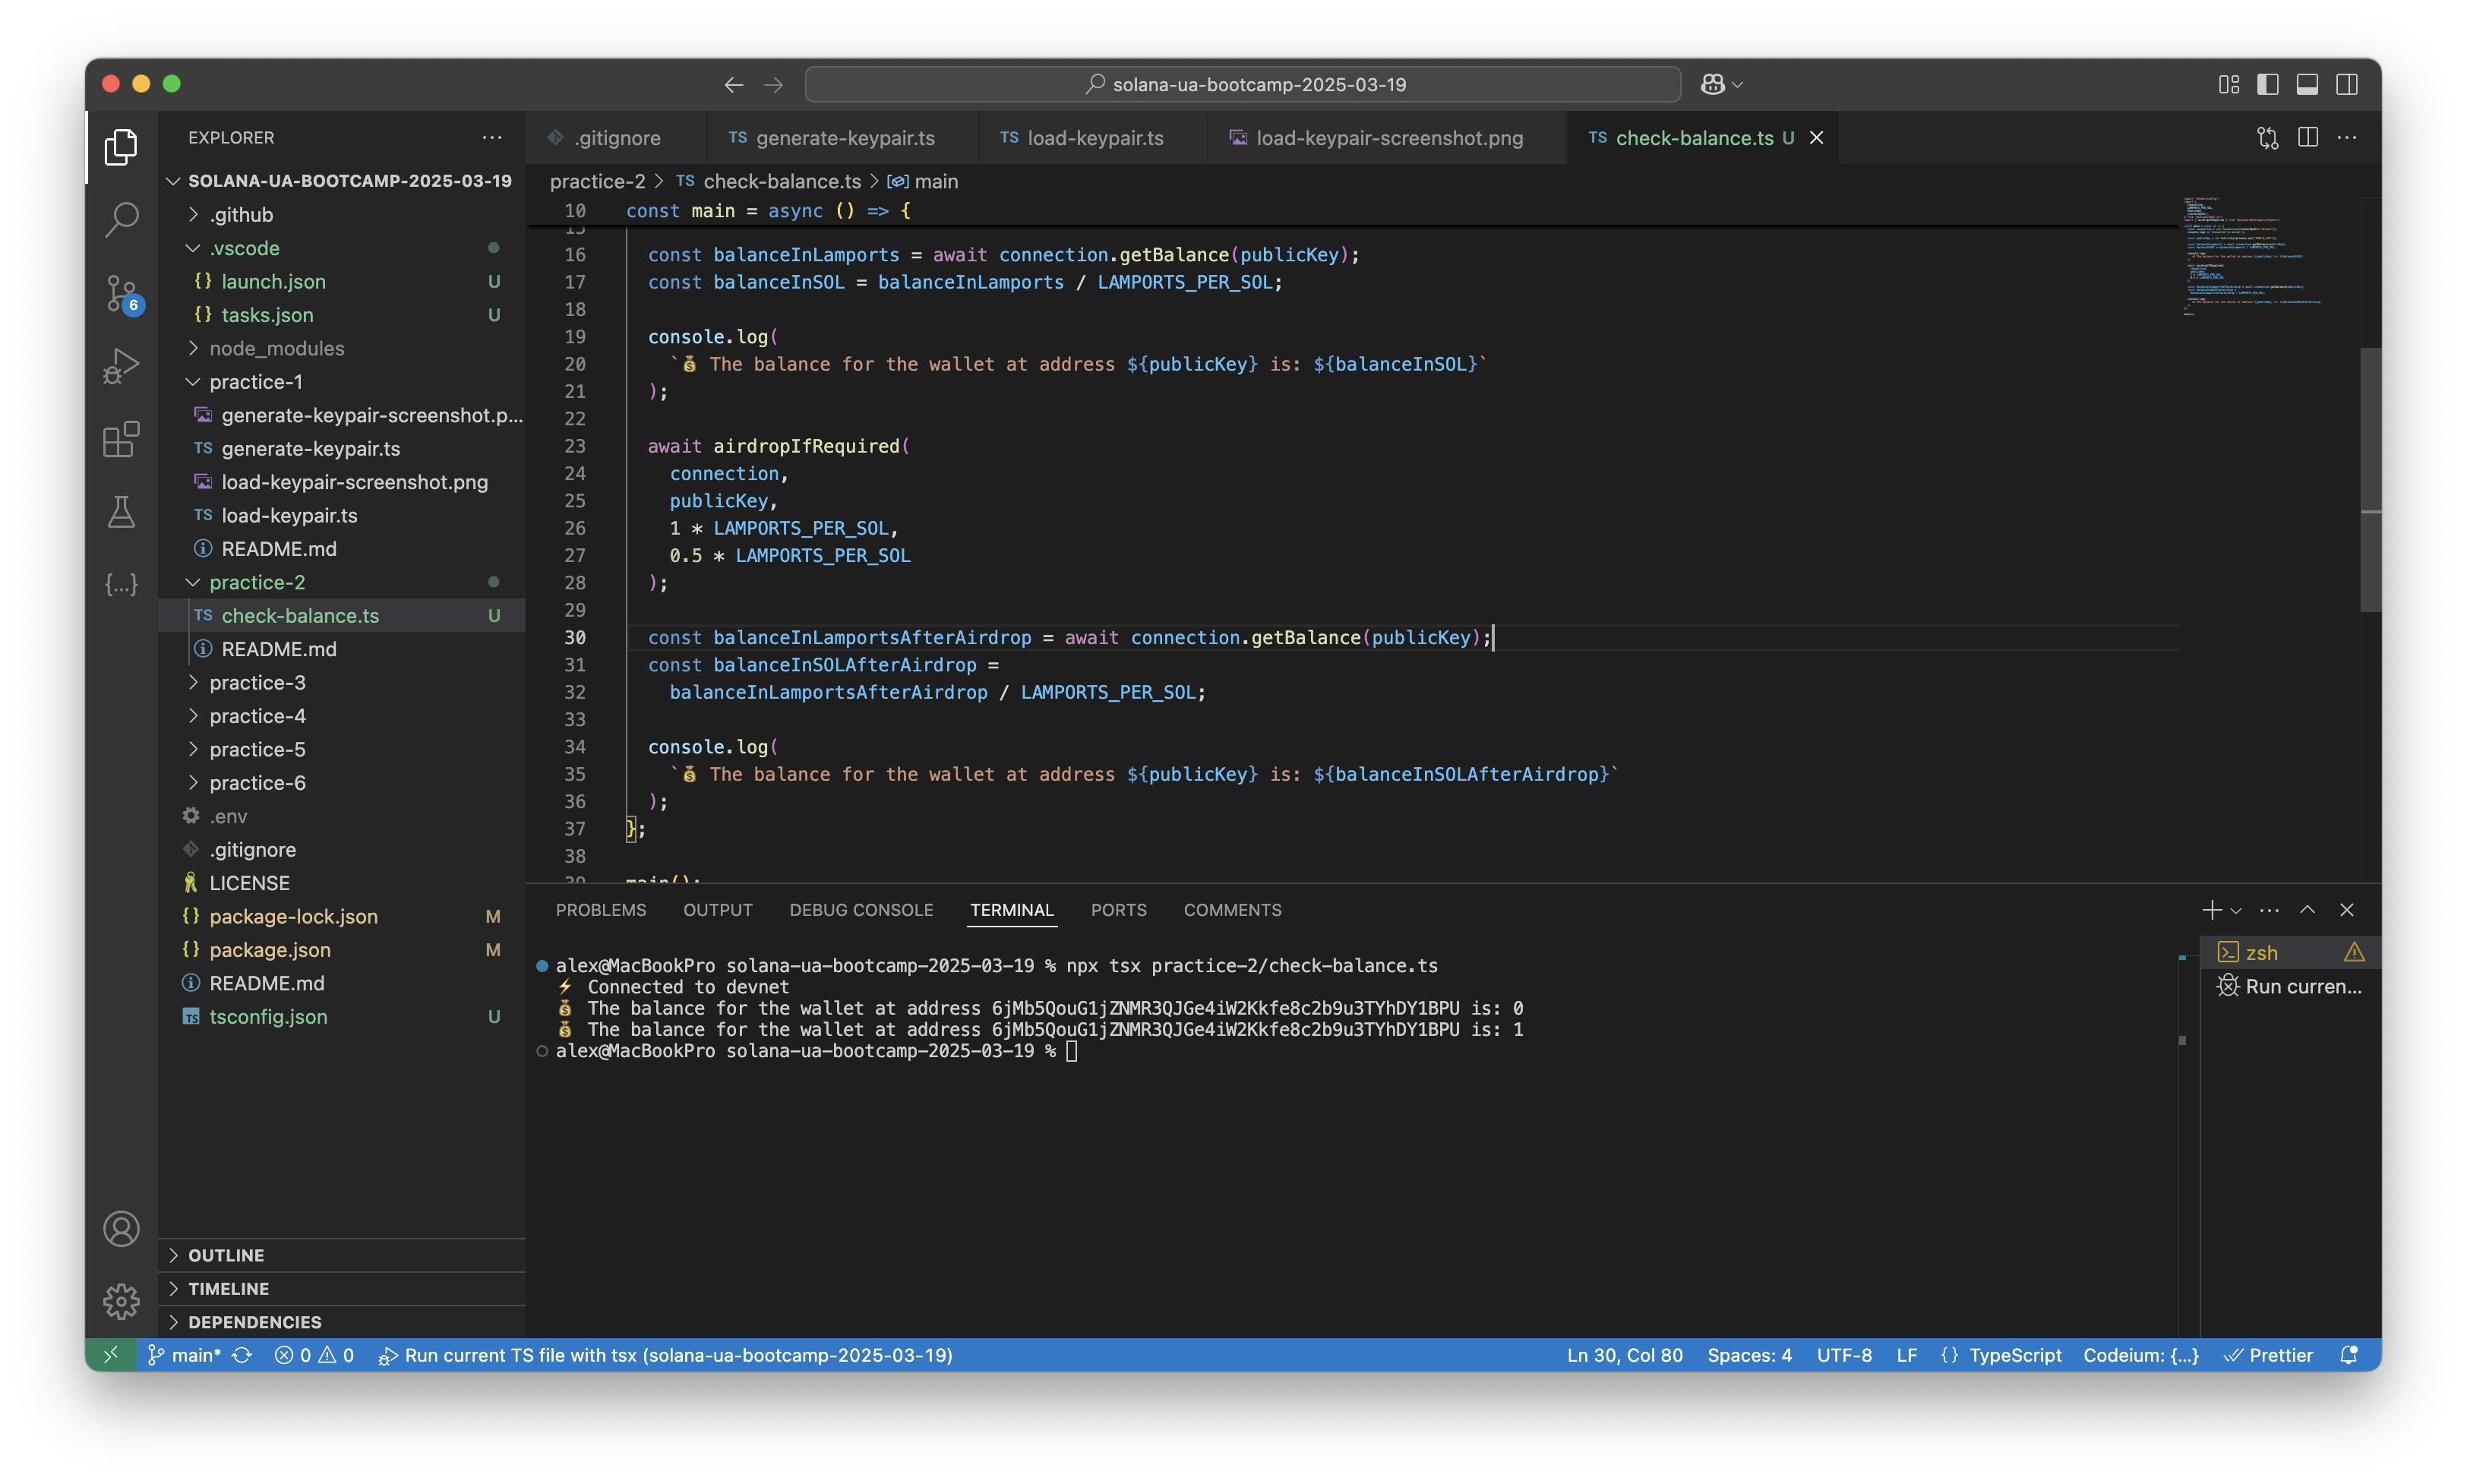 solana-ua-bootcamp-2025-03-19
EXPLORER
SOLANA-UA-BOOTCAMP-2025-03-19
.github
.vscode
{} launch.json U
{} tasks.json U
node_modules
practice-1
generate-keypair-screenshot.p...
TS generate-keypair.ts
load-keypair-screenshot.png
TS load-keypair.ts
README.md
practice-2
TS check-balance.ts U
README.md
practice-3
practice-4
practice-5
practice-6
.env
.gitignore
LICENSE
{} package-lock.json M
{} package.json M
README.md
TS tsconfig.json U
OUTLINE
TIMELINE
DEPENDENCIES
6
{...}
.gitignore
TS generate-keypair.ts
TS load-keypair.ts
load-keypair-screenshot.png
TS check-balance.ts U
practice-2 > TS check-balance.ts > main
10 const main = async () => {
15
16 const balanceInLamports = await connection.getBalance(publicKey);
17 const balanceInSOL = balanceInLamports / LAMPORTS_PER_SOL;
18
19 console.log(
20 `💰 The balance for the wallet at address ${publicKey} is: ${balanceInSOL}`
21 );
22
23 await airdropIfRequired(
24 connection,
25 publicKey,
26 1 * LAMPORTS_PER_SOL,
27 0.5 * LAMPORTS_PER_SOL
28 );
29
30 const balanceInLamportsAfterAirdrop = await connection.getBalance(publicKey);
31 const balanceInSOLAfterAirdrop =
32 balanceInLamportsAfterAirdrop / LAMPORTS_PER_SOL;
33
34 console.log(
35 `💰 The balance for the wallet at address ${publicKey} is: ${balanceInSOLAfterAirdrop}`
36 );
37 };
38
39 main();
PROBLEMS OUTPUT DEBUG CONSOLE TERMINAL PORTS COMMENTS
alex@MacBookPro solana-ua-bootcamp-2025-03-19 % npx tsx practice-2/check-balance.ts
⚡ Connected to devnet
💰 The balance for the wallet at address 6jMb5QouG1jZNMR3QJGe4iW2Kkfe8c2b9u3TYhDY1BPU is: 0
💰 The balance for the wallet at address 6jMb5QouG1jZNMR3QJGe4iW2Kkfe8c2b9u3TYhDY1BPU is: 1
alex@MacBookPro solana-ua-bootcamp-2025-03-19 %
zsh
Run curren...
main* 0 0 Run current TS file with tsx (solana-ua-bootcamp-2025-03-19) Ln 30, Col 80 Spaces: 4 UTF-8 LF {} TypeScript Codeium: {...} Prettier